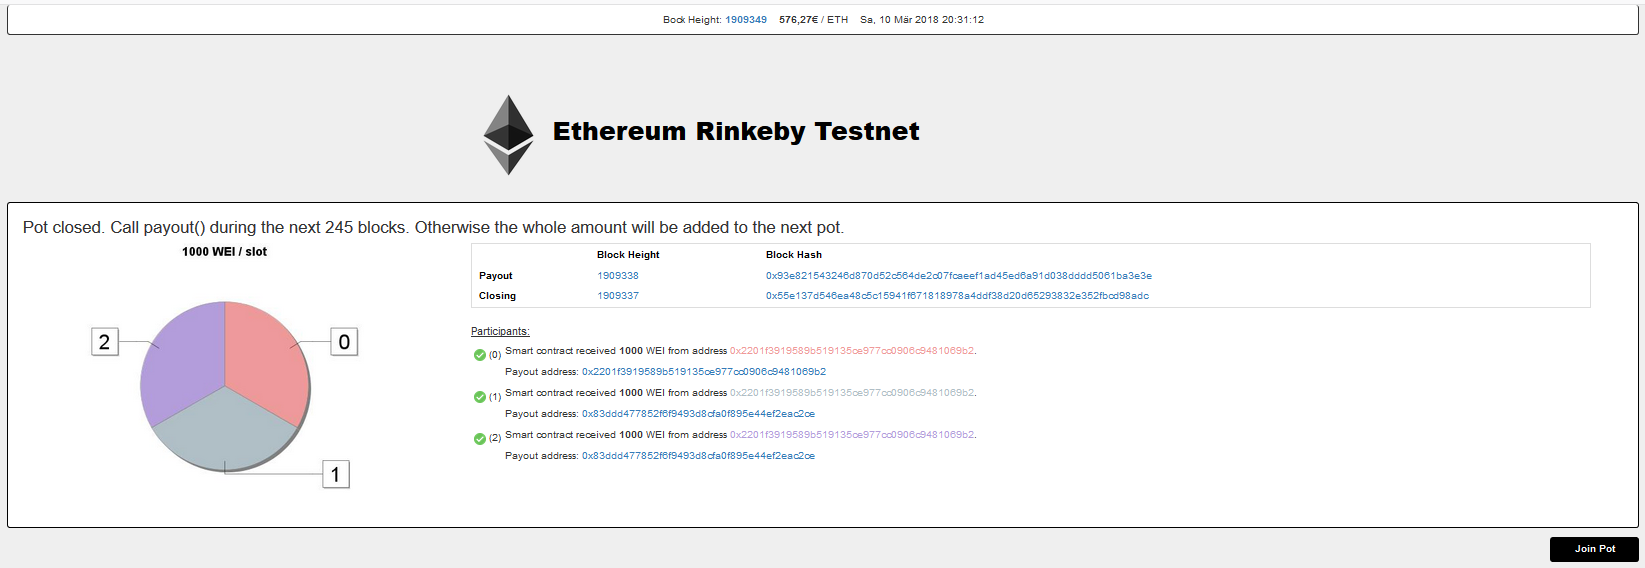 Bock Height: 1909349 576,27€ / ETH Sa, 10 Mär 2018 20:31:12
Ethereum Rinkeby Testnet
Pot closed. Call payout() during the next 245 blocks. Otherwise the whole amount will be added to the next pot.
1000 WEI / slot
2
0
1
Block Height Block Hash
Payout 1909338 0x93e821543246d870d52c564de2c07fcaeef1ad45ed6a91d038dddd5061ba3e3e
Closing 1909337 0x55e137d546ea48c5c15941f671818978a4ddf38d20d65293832e352fbcd98adc
Participants:
(0) Smart contract received 1000 WEI from address 0x2201f3919589b519135ce977cc0906c9481069b2.
Payout address: 0x2201f3919589b519135ce977cc0906c9481069b2
(1) Smart contract received 1000 WEI from address 0x2201f3919589b519135ce977cc0906c9481069b2.
Payout address: 0x83ddd477852f6f9493d8cfa0f895e44ef2eac2ce
(2) Smart contract received 1000 WEI from address 0x2201f3919589b519135ce977cc0906c9481069b2.
Payout address: 0x83ddd477852f6f9493d8cfa0f895e44ef2eac2ce
Join Pot